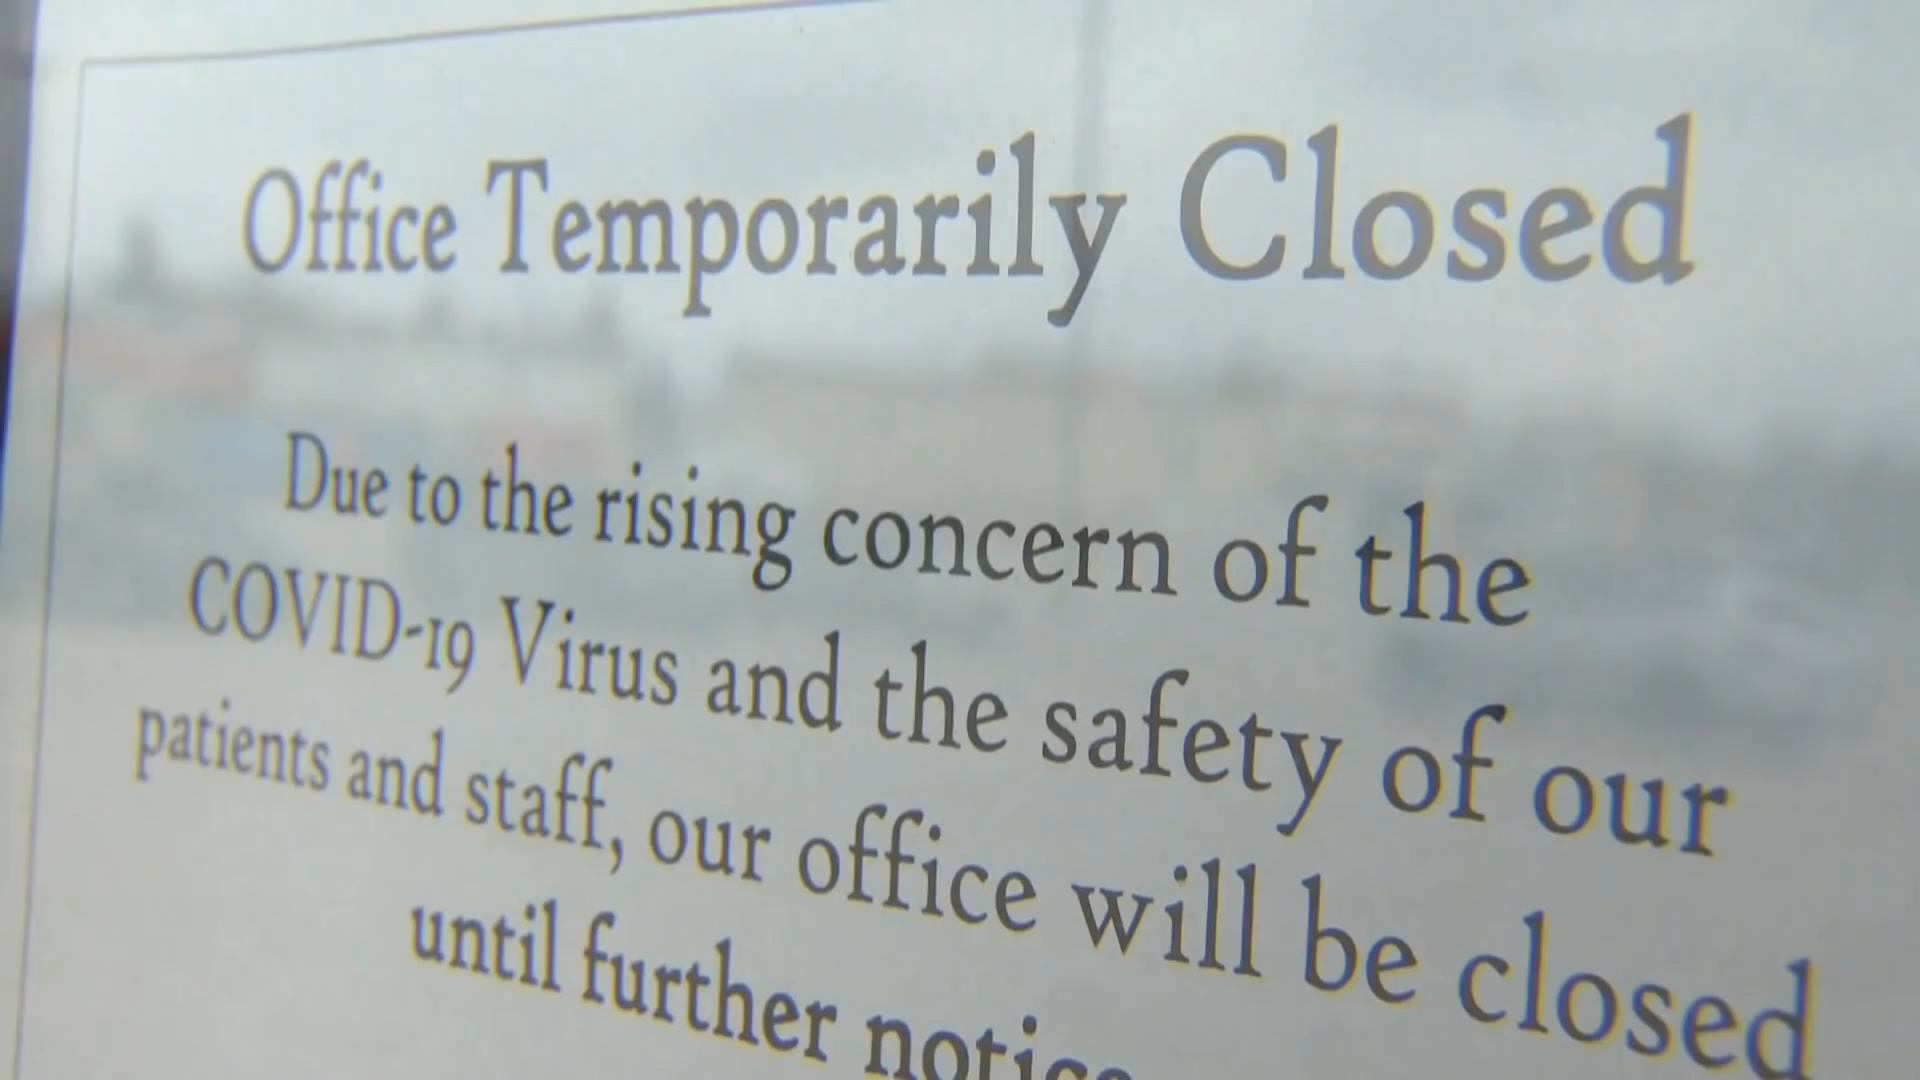 Office Temporarily Closed
Due to the rising concern of the
COVID-19 Virus and the safety of our
patients and staff, our office will be closed
until further notice